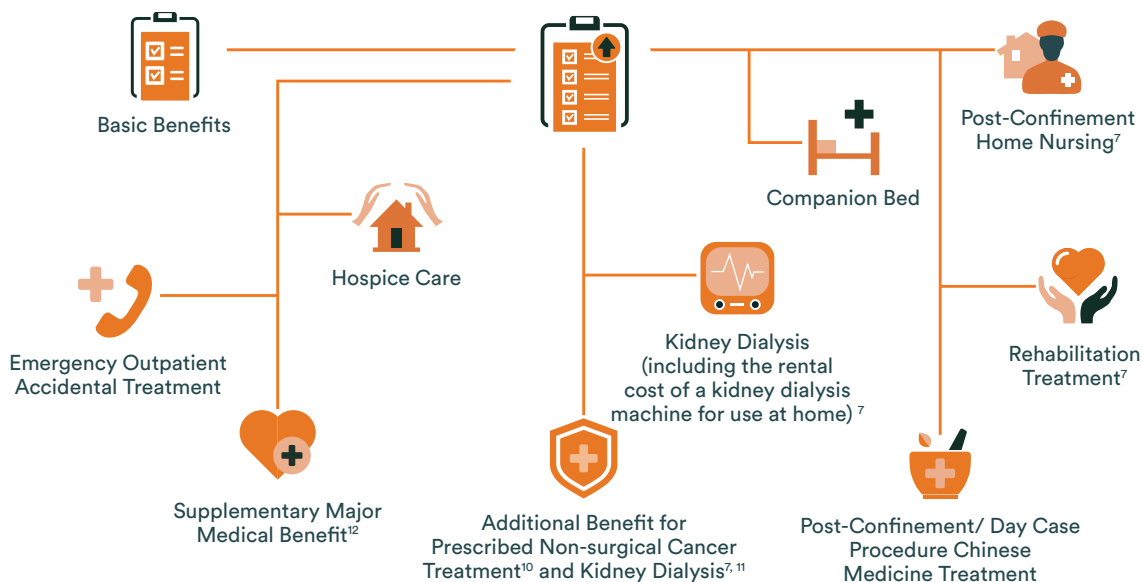 Basic Benefits
Post-Confinement
Home Nursing⁷
Companion Bed
Hospice Care
Emergency Outpatient
Accidental Treatment
Kidney Dialysis
(including the rental
cost of a kidney dialysis
machine for use at home) ⁷
Rehabilitation
Treatment⁷
Supplementary Major
Medical Benefit¹²
Additional Benefit for
Prescribed Non-surgical Cancer
Treatment¹⁰ and Kidney Dialysis⁷, ¹¹
Post-Confinement/ Day Case
Procedure Chinese
Medicine Treatment